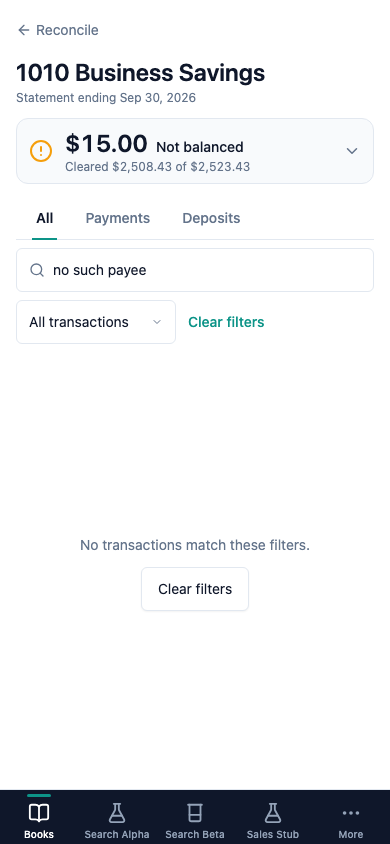 Reconcile
1010 Business Savings
Statement ending Sep 30, 2026
$15.00 Not balanced
Cleared $2,508.43 of $2,523.43
All Payments Deposits
no such payee
All transactions Clear filters
No transactions match these filters.
Clear filters
Books Search Alpha Search Beta Sales Stub More